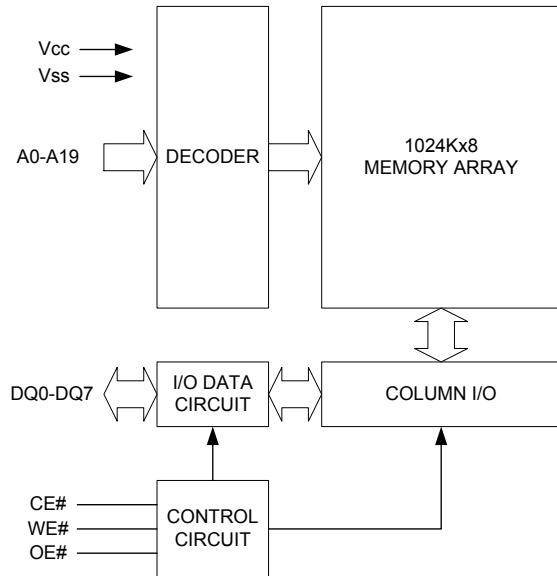 Vcc
Vss
A0-A19
DECODER
1024Kx8
MEMORY ARRAY
DQ0-DQ7
I/O DATA
CIRCUIT
COLUMN I/O
CE#
WE#
OE#
CONTROL
CIRCUIT